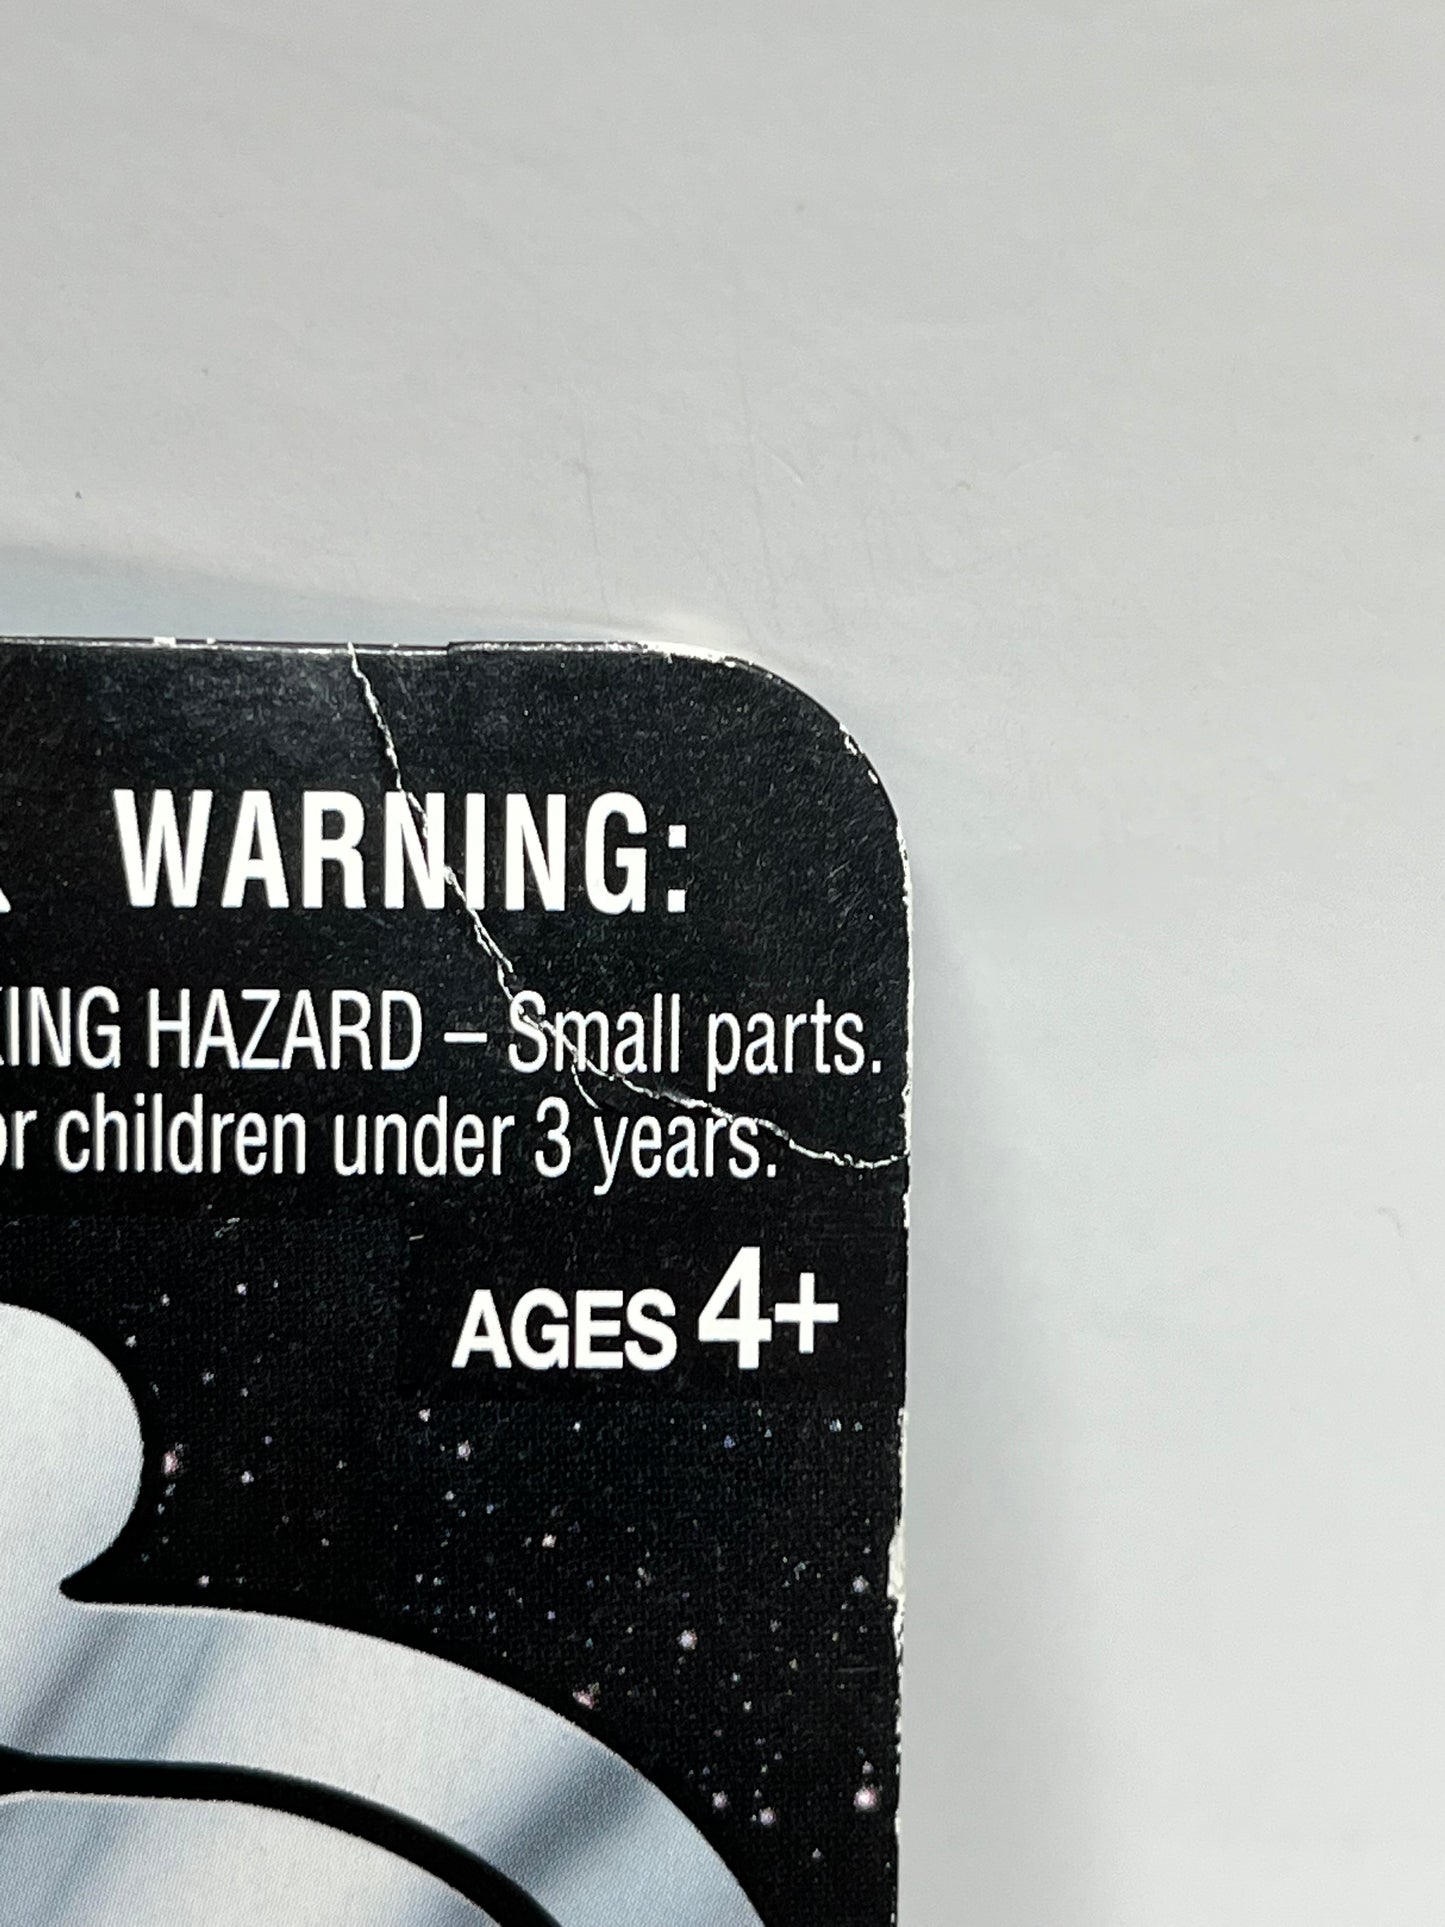 WARNING:
KING HAZARD – Small parts.
or children under 3 years.
AGES 4+